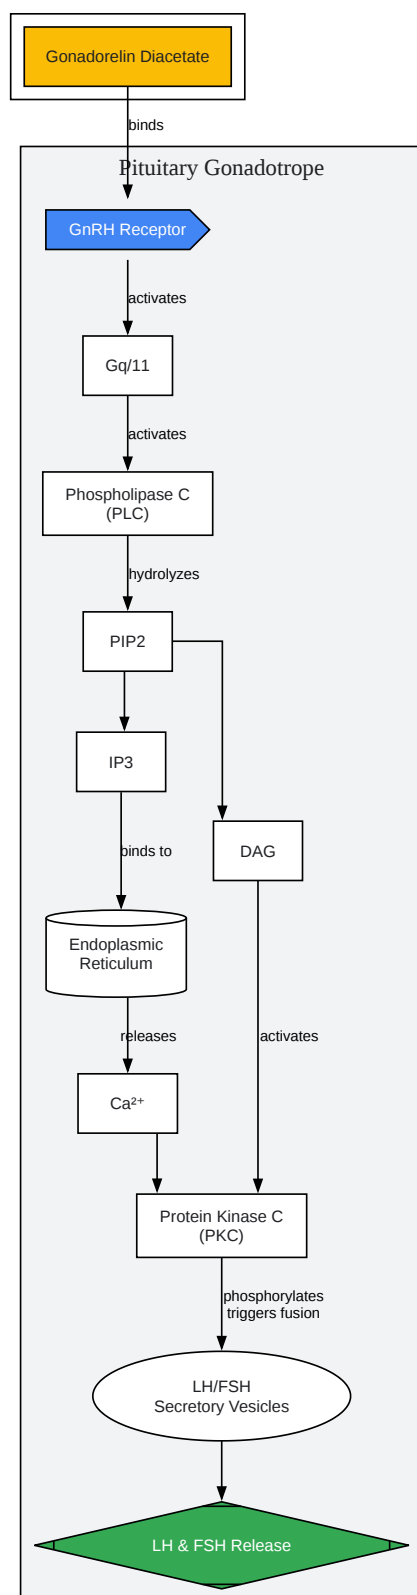 Gonadorelin Diacetate
binds
Pituitary Gonadotrope
GnRH Receptor
activates
Gq/11
activates
Phospholipase C
(PLC)
hydrolyzes
PIP2
IP3
DAG
binds to
Endoplasmic
Reticulum
releases
activates
Ca²⁺
Protein Kinase C
(PKC)
phosphorylates
triggers fusion
LH/FSH
Secretory Vesicles
LH & FSH Release